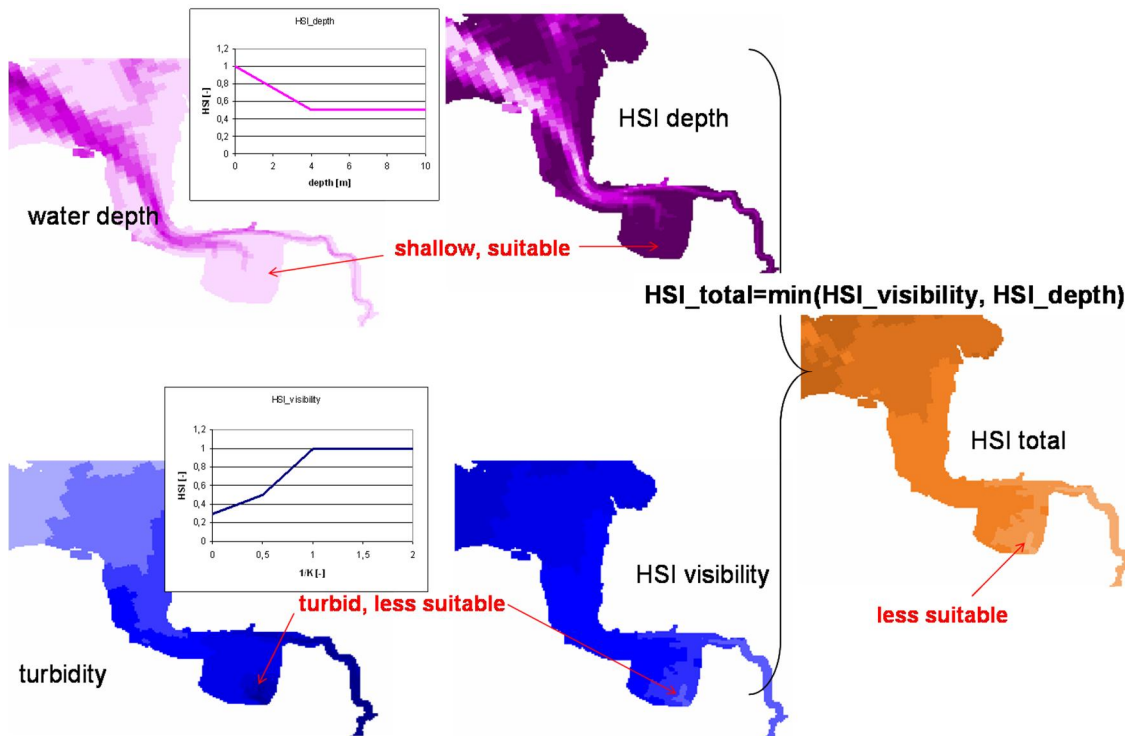 HSI_depth
1,2
1
0,8
0,6
0,4
0,2
0
HSI [-]
0 2 4 6 8 10
depth [m]
HSI depth
water depth
shallow, suitable
HSI_total=min(HSI_visibility, HSI_depth)
HSI_visibility
1,2
1
0,8
0,6
0,4
0,2
0
HSI [-]
0 0,5 1 1,5 2
1/K [-]
HSI total
HSI visibility
turbid, less suitable
less suitable
turbidity